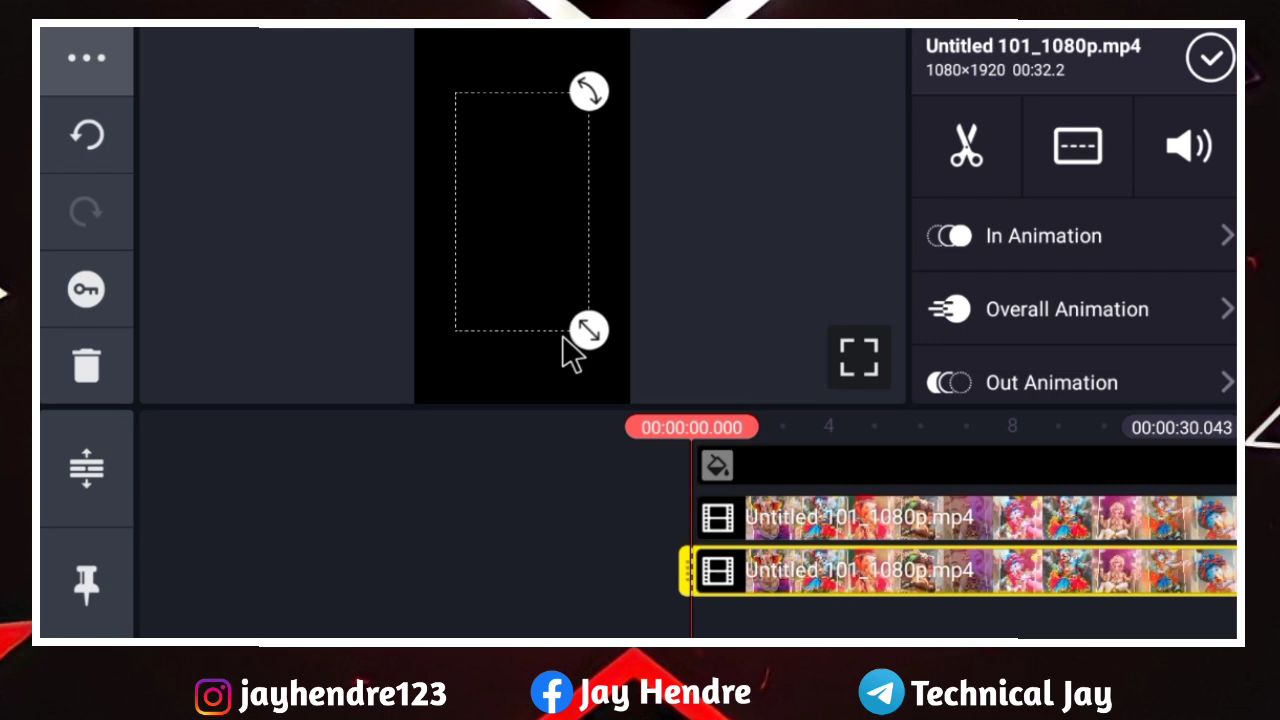 Untitled 101_1080p.mp4
1080×1920 00:32.2
In Animation
Overall Animation
Out Animation
00:00:00.000
4
8
00:00:30.043
Untitled 101_1080p.mp4
Untitled 101_1080p.mp4
jayhendre123
Jay Hendre
Technical Jay